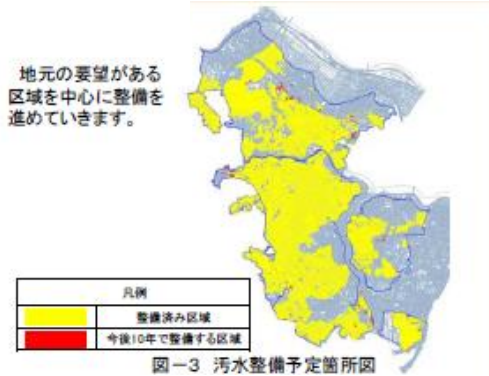 地元の要望がある
区域を中心に整備を
進めていきます。
凡例
整備済み区域
今後10年で整備する区域
図－3 汚水整備予定箇所図